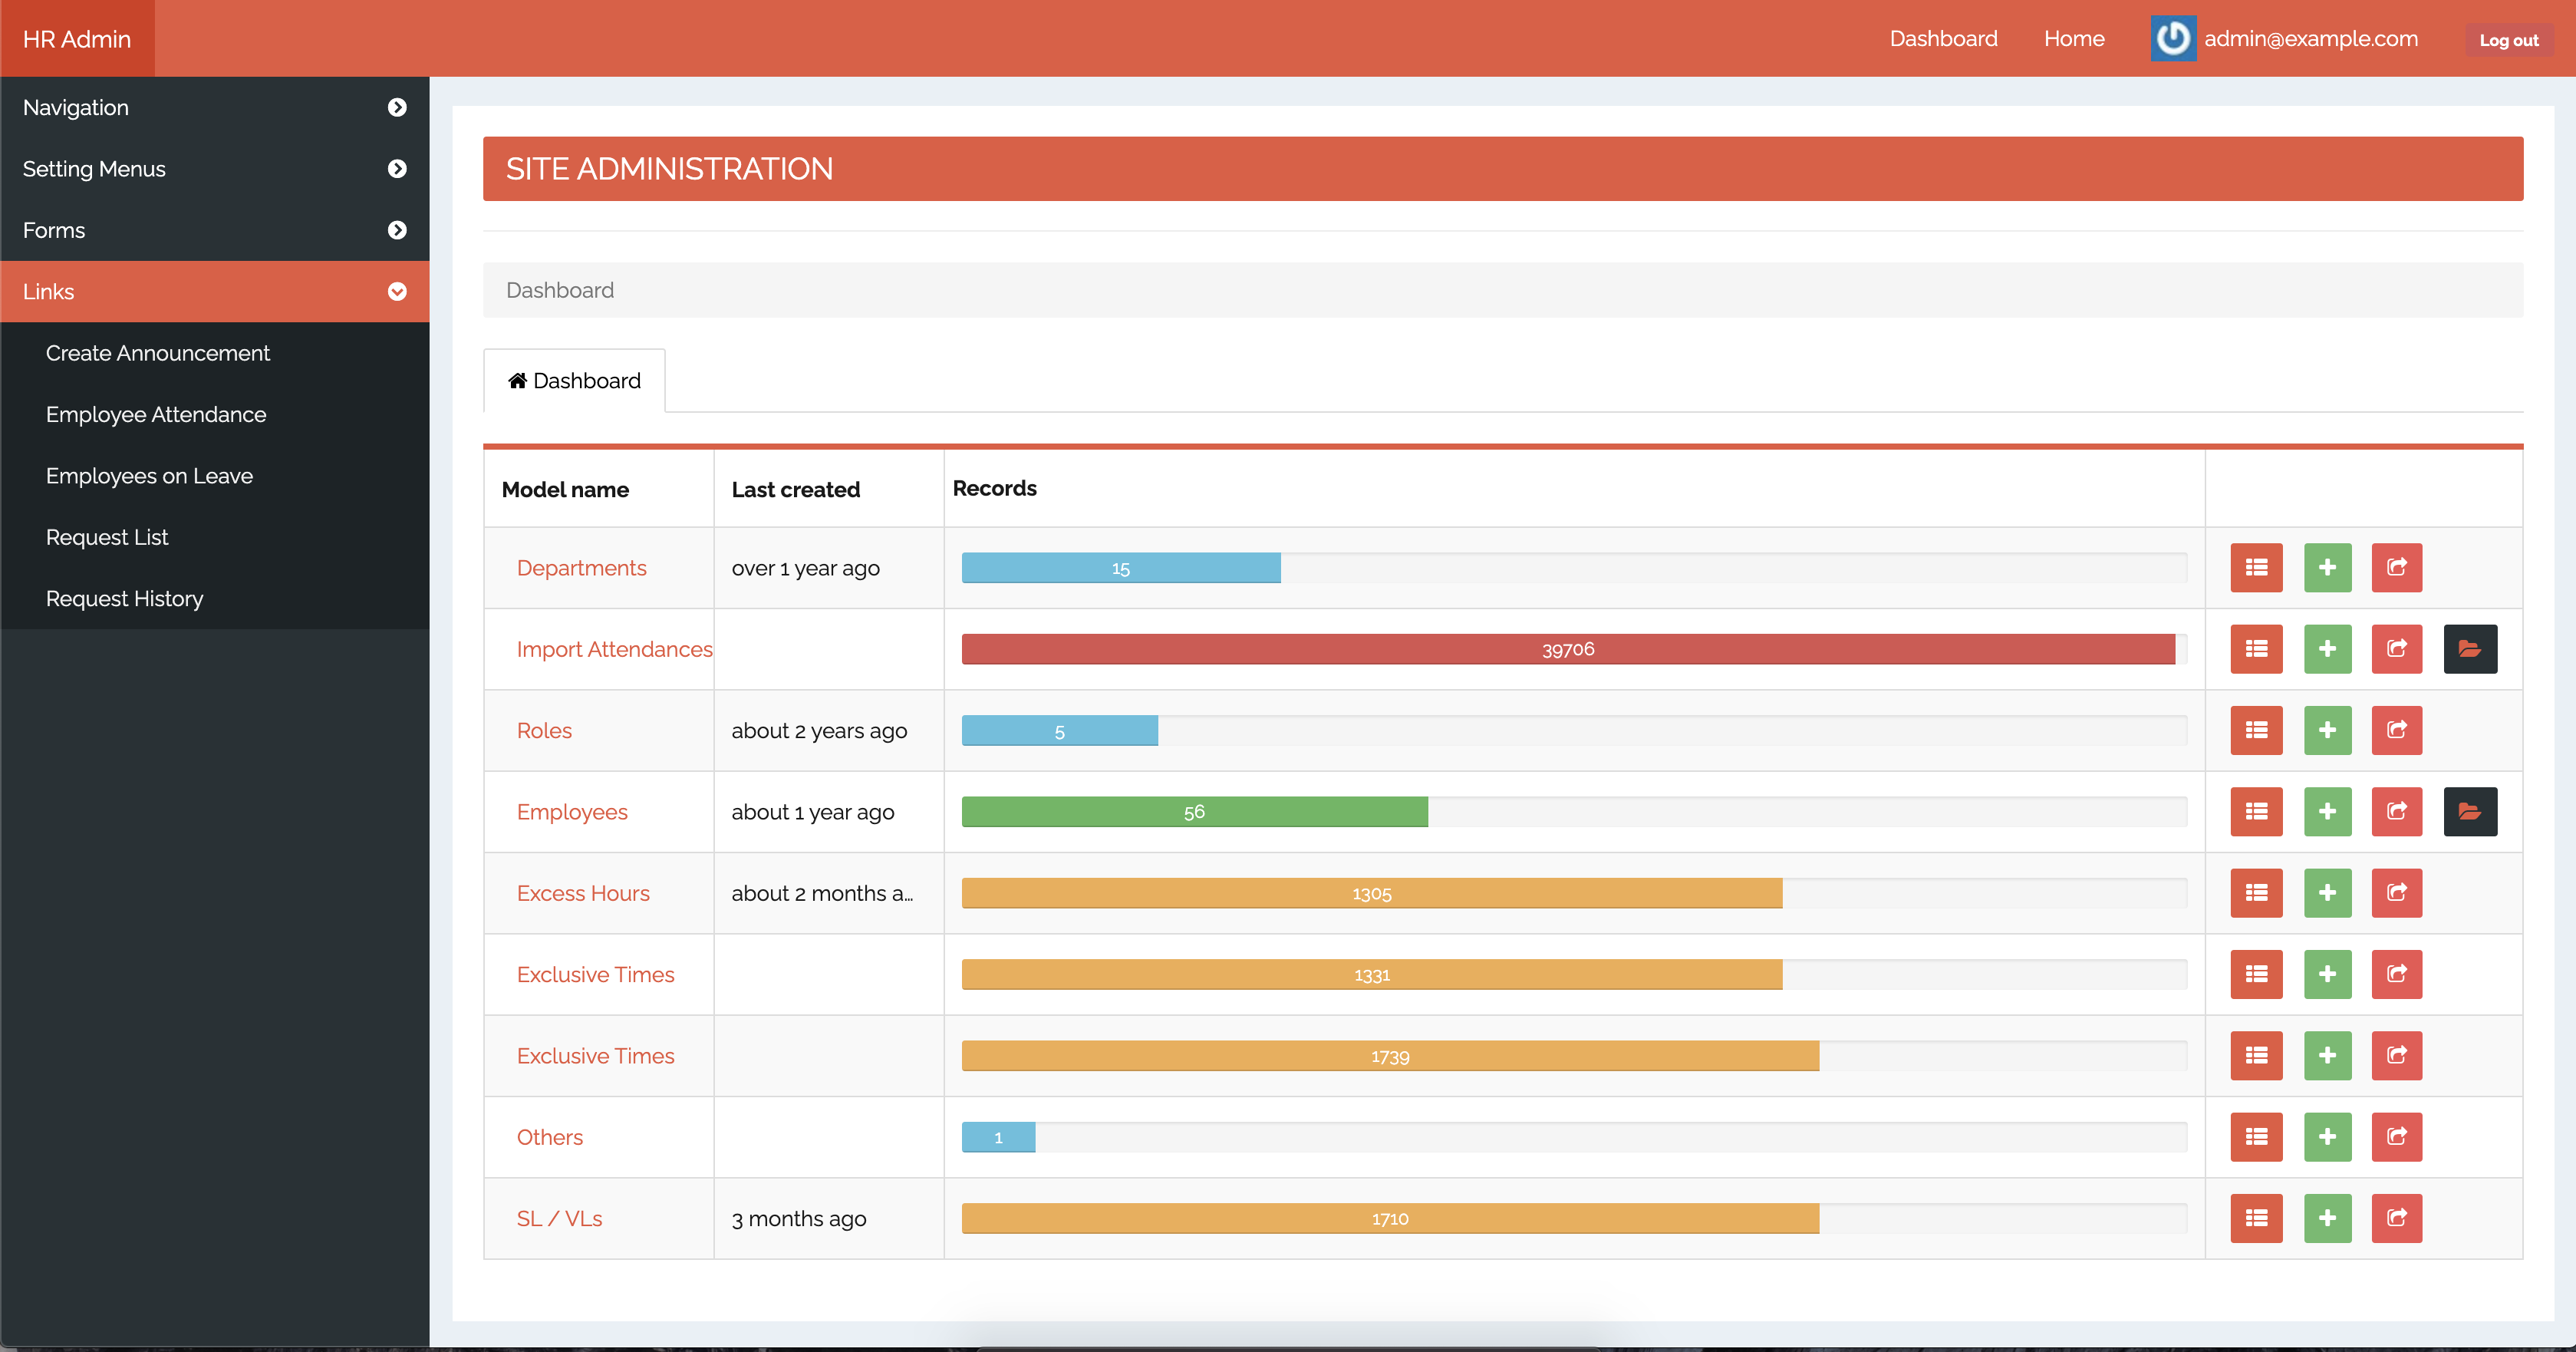 HR Admin
Dashboard
Home
admin@example.com
Log out
Navigation
Setting Menus
Forms
Links
Create Announcement
Employee Attendance
Employees on Leave
Request List
Request History
SITE ADMINISTRATION
Dashboard
Dashboard
Model name Last created Records
Departments over 1 year ago 15
Import Attendances 39706
Roles about 2 years ago 5
Employees about 1 year ago 56
Excess Hours about 2 months a... 1305
Exclusive Times 1331
Exclusive Times 1739
Others 1
SL / VLs 3 months ago 1710